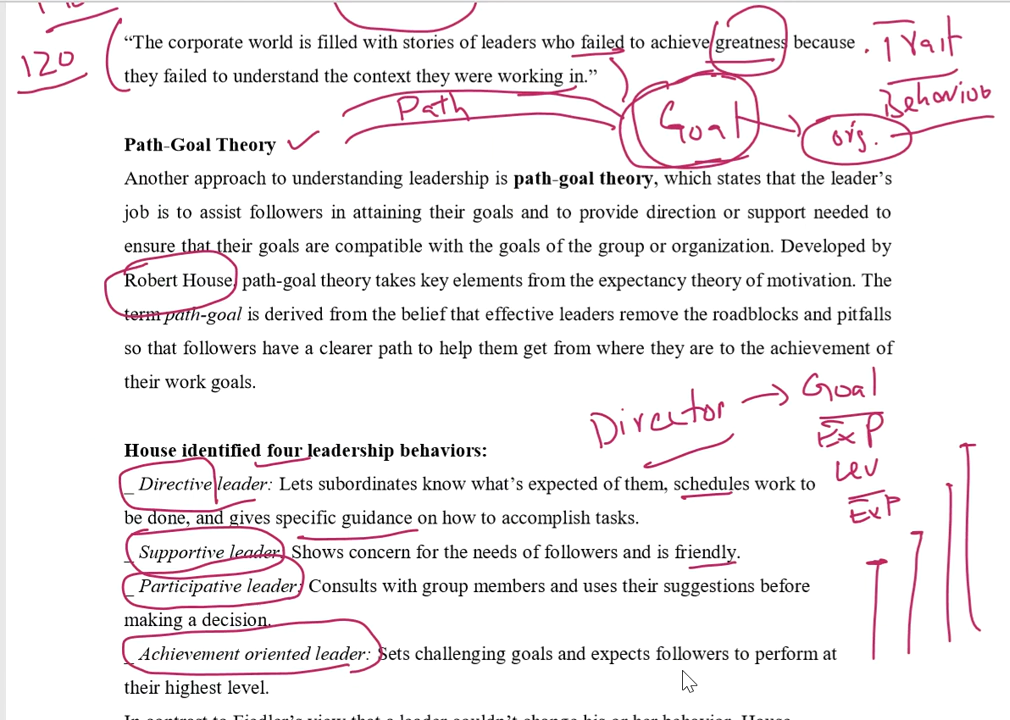 120
“The corporate world is filled with stories of leaders who failed to achieve greatness because .
they failed to understand the context they were working in.”
Trait
Behaviour
Path
Goal
org.
Path-Goal Theory
Another approach to understanding leadership is path-goal theory, which states that the leader’s
job is to assist followers in attaining their goals and to provide direction or support needed to
ensure that their goals are compatible with the goals of the group or organization. Developed by
Robert House, path-goal theory takes key elements from the expectancy theory of motivation. The
term path-goal is derived from the belief that effective leaders remove the roadblocks and pitfalls
so that followers have a clearer path to help them get from where they are to the achievement of
their work goals.
Director → Goal
Exp
Lev
Exp
House identified four leadership behaviors:
_ Directive leader: Lets subordinates know what’s expected of them, schedules work to
be done, and gives specific guidance on how to accomplish tasks.
_ Supportive leader: Shows concern for the needs of followers and is friendly.
_ Participative leader: Consults with group members and uses their suggestions before
making a decision.
_ Achievement oriented leader: Sets challenging goals and expects followers to perform at
their highest level.